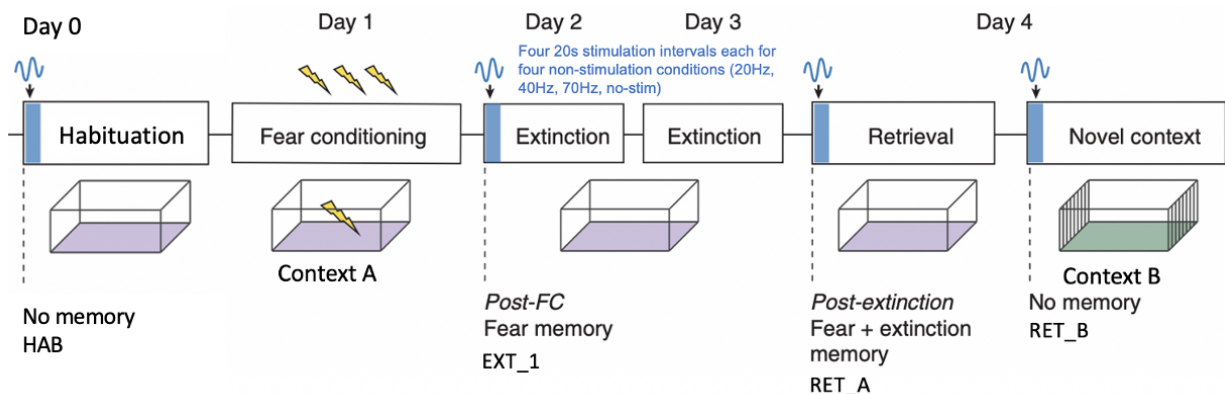 Day 0
Day 1
Day 2
Day 3
Day 4
Four 20s stimulation intervals each for
four non-stimulation conditions (20Hz,
40Hz, 70Hz, no-stim)
Habituation
Fear conditioning
Extinction
Extinction
Retrieval
Novel context
Context A
Context B
No memory
HAB
Post-FC
Fear memory
EXT_1
Post-extinction
Fear + extinction
memory
RET_A
No memory
RET_B